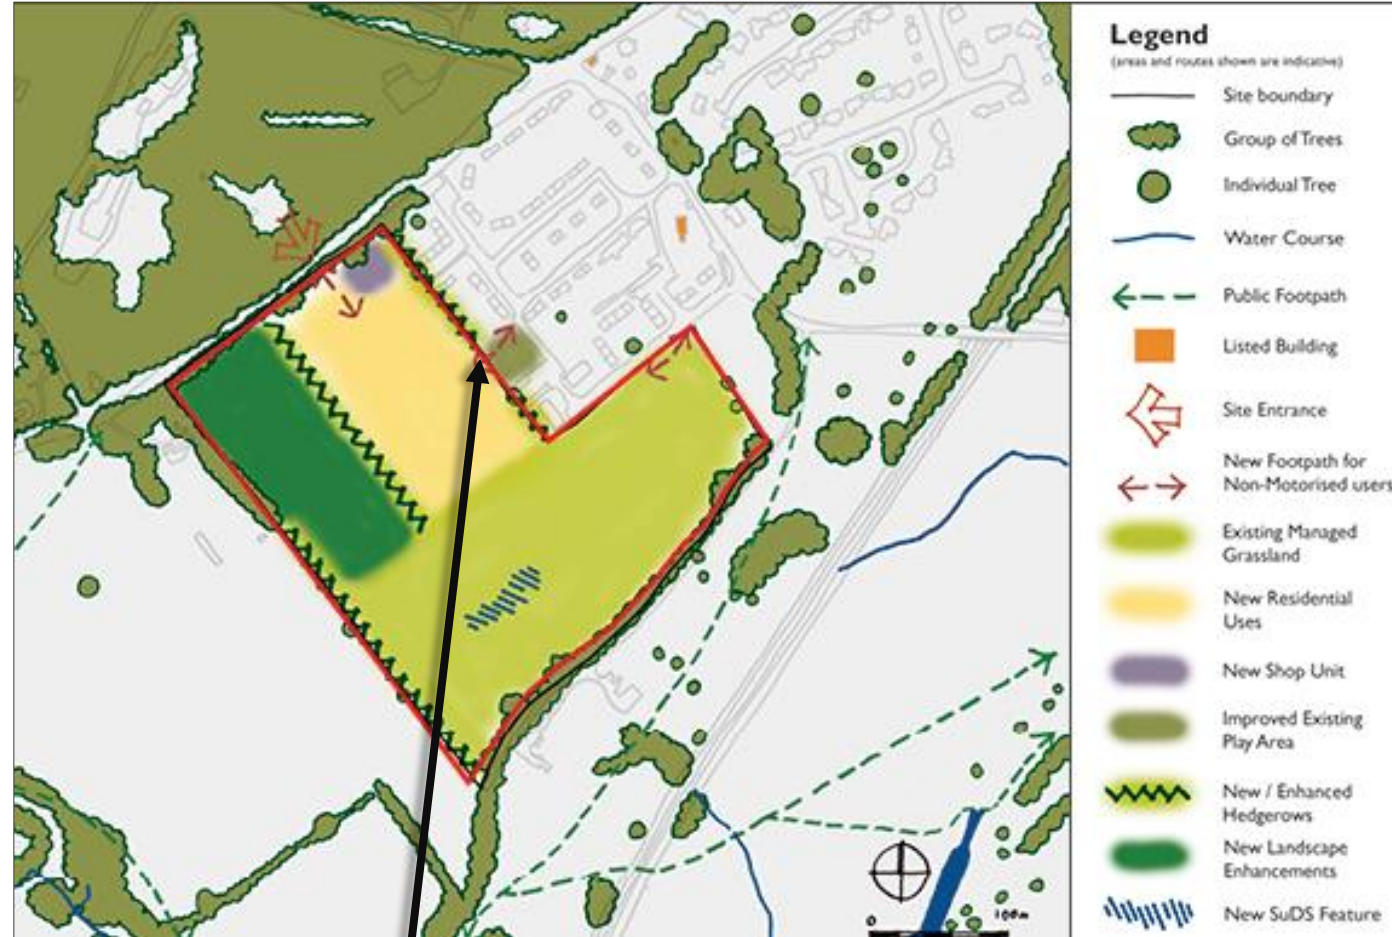 Legend
(areas and routes shown are indicative)
Site boundary
Group of Trees
Individual Tree
Water Course
Public Footpath
Listed Building
Site Entrance
New Footpath for
Non-Motorised users
Existing Managed
Grassland
New Residential
Uses
New Shop Unit
Improved Existing
Play Area
New / Enhanced
Hedgerows
New Landscape
Enhancements
New SuDS Feature
0 100m